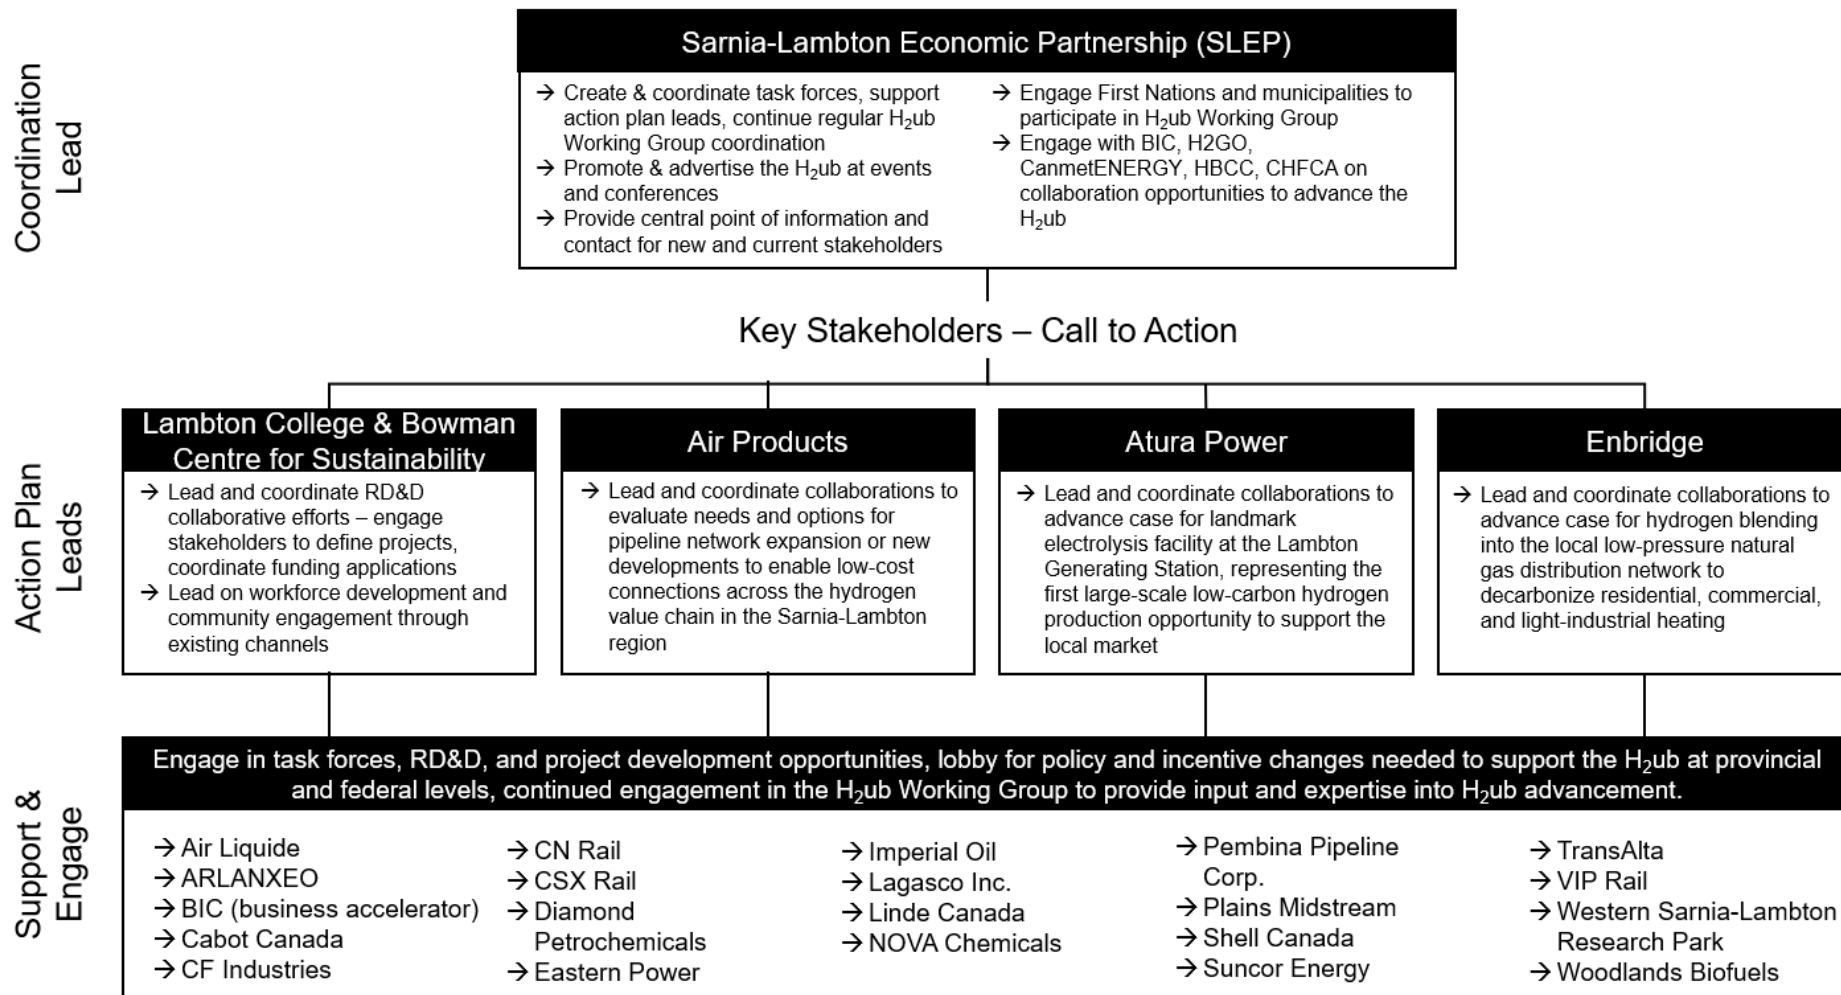 Coordination
Lead
Sarnia-Lambton Economic Partnership (SLEP)
→ Create & coordinate task forces, support
action plan leads, continue regular H₂ub
Working Group coordination
→ Promote & advertise the H₂ub at events
and conferences
→ Provide central point of information and
contact for new and current stakeholders
→ Engage First Nations and municipalities to
participate in H₂ub Working Group
→ Engage with BIC, H2GO,
CanmetENERGY, HBCC, CHFCA on
collaboration opportunities to advance the
H₂ub
Key Stakeholders – Call to Action
Action Plan
Leads
Lambton College & Bowman
Centre for Sustainability
→ Lead and coordinate RD&D
collaborative efforts – engage
stakeholders to define projects,
coordinate funding applications
→ Lead on workforce development and
community engagement through
existing channels
Air Products
→ Lead and coordinate collaborations to
evaluate needs and options for
pipeline network expansion or new
developments to enable low-cost
connections across the hydrogen
value chain in the Sarnia-Lambton
region
Atura Power
→ Lead and coordinate collaborations to
advance case for landmark
electrolysis facility at the Lambton
Generating Station, representing the
first large-scale low-carbon hydrogen
production opportunity to support the
local market
Enbridge
→ Lead and coordinate collaborations to
advance case for hydrogen blending
into the local low-pressure natural
gas distribution network to
decarbonize residential, commercial,
and light-industrial heating
Support &
Engage
Engage in task forces, RD&D, and project development opportunities, lobby for policy and incentive changes needed to support the H₂ub at provincial
and federal levels, continued engagement in the H₂ub Working Group to provide input and expertise into H₂ub advancement.
→ Air Liquide
→ ARLANXEO
→ BIC (business accelerator)
→ Cabot Canada
→ CF Industries
→ CN Rail
→ CSX Rail
→ Diamond
Petrochemicals
→ Eastern Power
→ Imperial Oil
→ Lagasco Inc.
→ Linde Canada
→ NOVA Chemicals
→ Pembina Pipeline
Corp.
→ Plains Midstream
→ Shell Canada
→ Suncor Energy
→ TransAlta
→ VIP Rail
→ Western Sarnia-Lambton
Research Park
→ Woodlands Biofuels